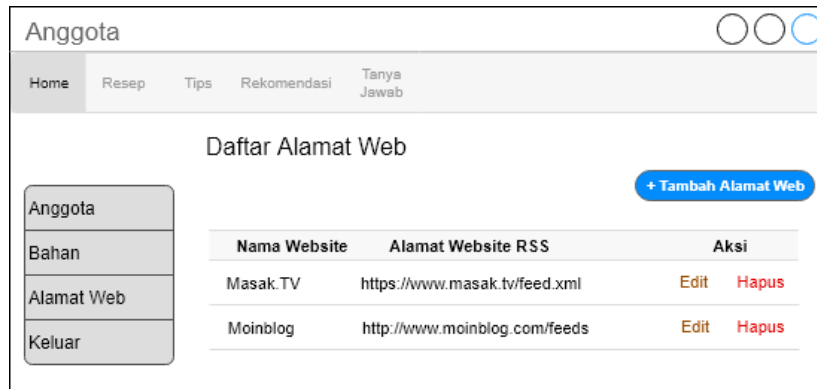 Anggota
Home Resep Tips Rekomendasi Tanya Jawab
Daftar Alamat Web
+ Tambah Alamat Web
Anggota
Bahan
Alamat Web
Keluar
Nama Website Alamat Website RSS Aksi
Masak.TV https://www.masak.tv/feed.xml Edit Hapus
Moinblog http://www.moinblog.com/feeds Edit Hapus